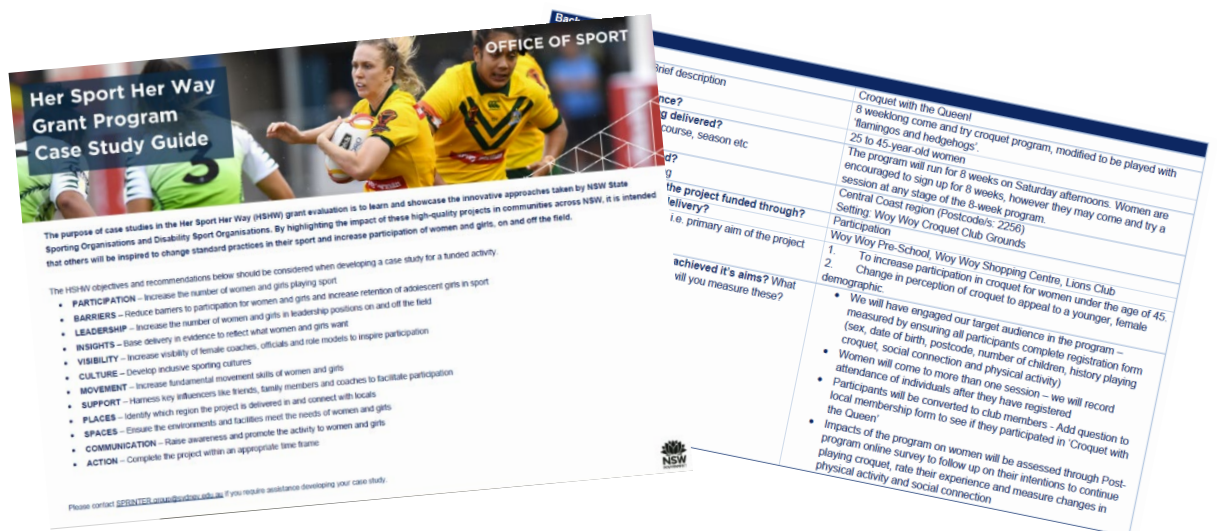 OFFICE OF SPORT
Her Sport Her Way
Grant Program
Case Study Guide
3
The purpose of case studies in the Her Sport Her Way (HSHW) grant evaluation is to learn and showcase the innovative approaches taken by NSW State
Sporting Organisations and Disability Sport Organisations. By highlighting the impact of these high-quality projects in communities across NSW, it is intended
that others will be inspired to change standard practices in their sport and increase participation of women and girls, on and off the field.
The HSHW objectives and recommendations below should be considered when developing a case study for a funded activity.
• PARTICIPATION – Increase the number of women and girls playing sport
• BARRIERS – Reduce barriers to participation for women and girls and increase retention of adolescent girls in sport
• LEADERSHIP – Increase the number of women and girls in leadership positions on and off the field
• INSIGHTS – Base delivery in evidence to reflect what women and girls want
• VISIBILITY – Increase visibility of female coaches, officials and role models to inspire participation
• CULTURE – Develop inclusive sporting cultures
• MOVEMENT – Increase fundamental movement skills of women and girls
• SUPPORT – Harness key influencers like friends, family members and coaches to facilitate participation
• PLACES – Identify which region the project is delivered in and connect with locals
• SPACES – Ensure the environments and facilities meet the needs of women and girls
• COMMUNICATION – Raise awareness and promote the activity to women and girls
• ACTION – Complete the project within an appropriate time frame
Please contact SPRINTER.group@sydney.edu.au if you require assistance developing your case study.
NSW
Brief description
nce?
g delivered?
course, season etc
d?
g
the project funded through?
elivery?
i.e. primary aim of the project
achieved it's aims? What
will you measure these?
Croquet with the Queen!
8 weeklong come and try croquet program, modified to be played with
'flamingos and hedgehogs'.
25 to 45-year-old women
The program will run for 8 weeks on Saturday afternoons. Women are
encouraged to sign up for 8 weeks, however they may come and try a
session at any stage of the 8-week program.
Central Coast region (Postcode/s: 2256)
Setting: Woy Woy Croquet Club Grounds
Participation
Woy Woy Pre-School, Woy Woy Shopping Centre, Lions Club
1. To increase participation in croquet for women under the age of 45.
2. Change in perception of croquet to appeal to a younger, female
demographic.
• We will have engaged our target audience in the program –
measured by ensuring all participants complete registration form
(sex, date of birth, postcode, number of children, history playing
croquet, social connection and physical activity)
• Women will come to more than one session – we will record
attendance of individuals after they have registered
• Participants will be converted to club members - Add question to
local membership form to see if they participated in 'Croquet with
the Queen'
• Impacts of the program on women will be assessed through Post-
program online survey to follow up on their intentions to continue
playing croquet, rate their experience and measure changes in
physical activity and social connection